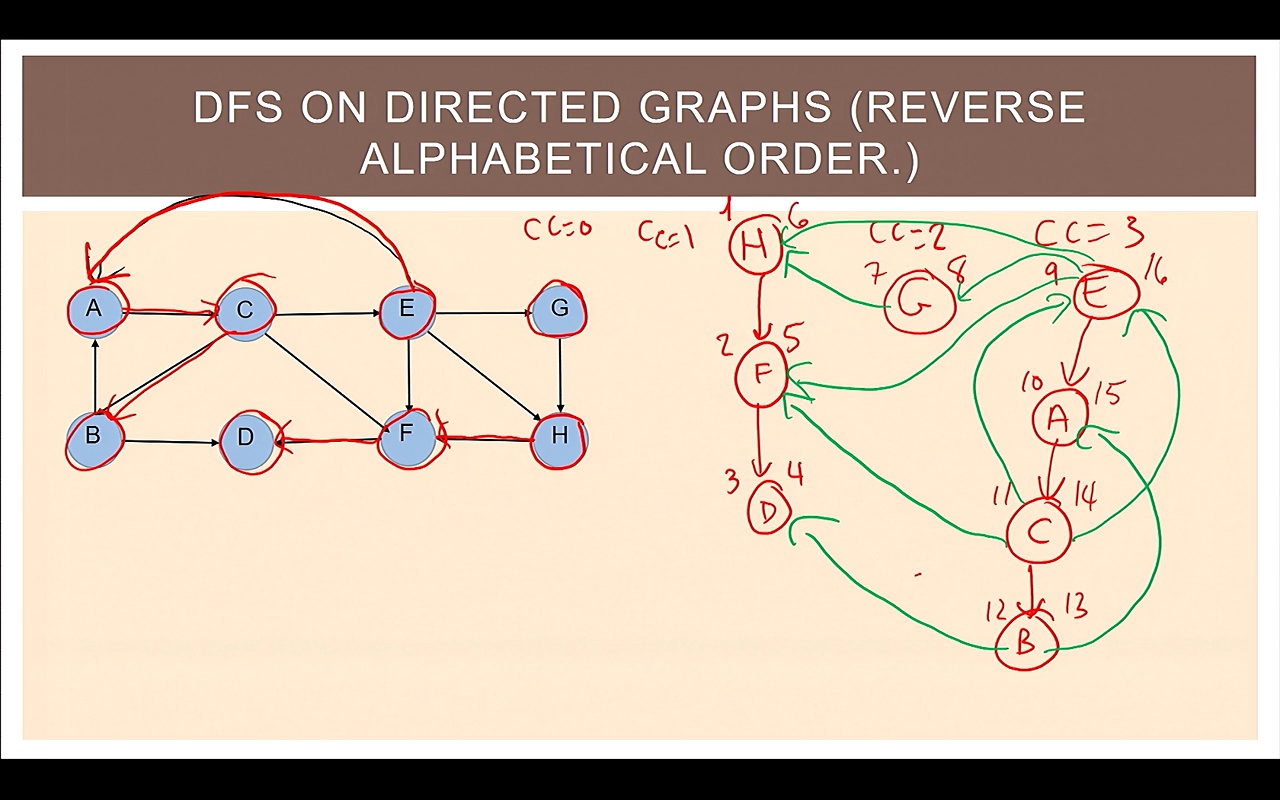 DFS ON DIRECTED GRAPHS (REVERSE
ALPHABETICAL ORDER.)
A C E G
B D F H
CC=0 CC=1 CC=2 CC=3
1 H 6
7 G 8
9 E 16
2 F 5
10 A 15
3 D 4
11 C 14
12 B 13